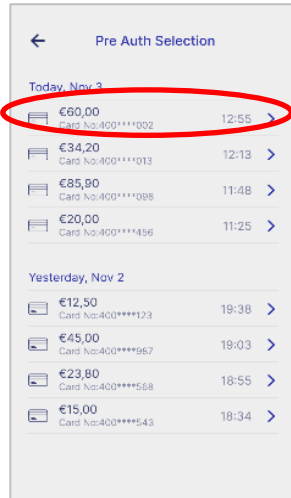 Pre Auth Selection
Today, Nov 3
€60,00
Card No:400****002 12:55
€34,20
Card No:400****013 12:13
€85,90
Card No:400****098 11:48
€20,00
Card No:400****456 11:25
Yesterday, Nov 2
€12,50
Card No:400****123 19:38
€45,00
Card No:400****987 19:03
€23,80
Card No:400****568 18:55
€15,00
Card No:400****543 18:34